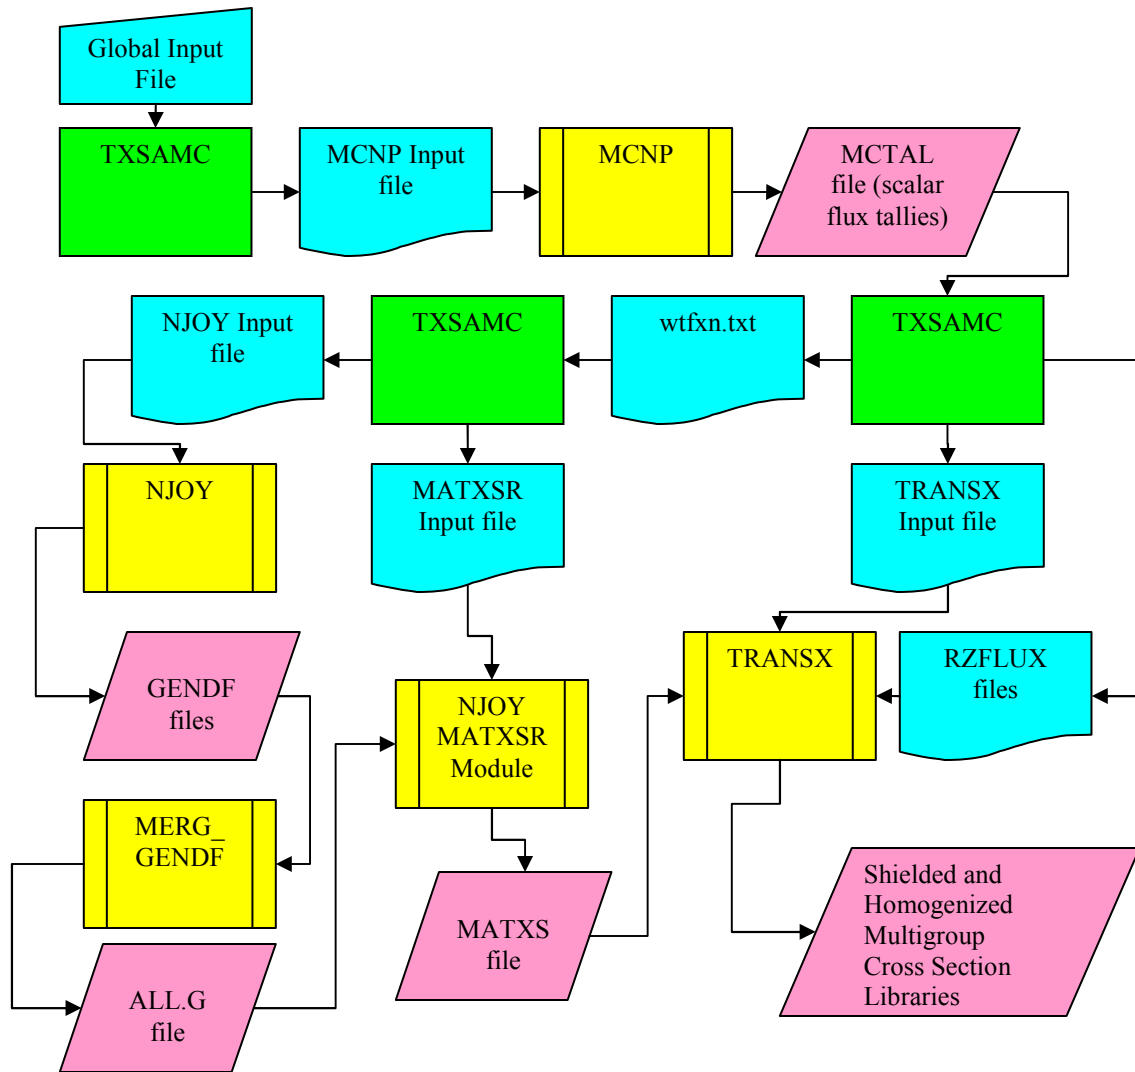 Global Input
File
TXSAMC
MCNP Input
file
MCNP
MCTAL
file (scalar
flux tallies)
NJOY Input
file
TXSAMC
wtfxn.txt
TXSAMC
NJOY
MATXSR
Input file
TRANSX
Input file
GENDF
files
NJOY
MATXSR
Module
TRANSX
RZFLUX
files
MERG_
GENDF
MATXS
file
Shielded and
Homogenized
Multigroup
Cross Section
Libraries
ALL.G
file